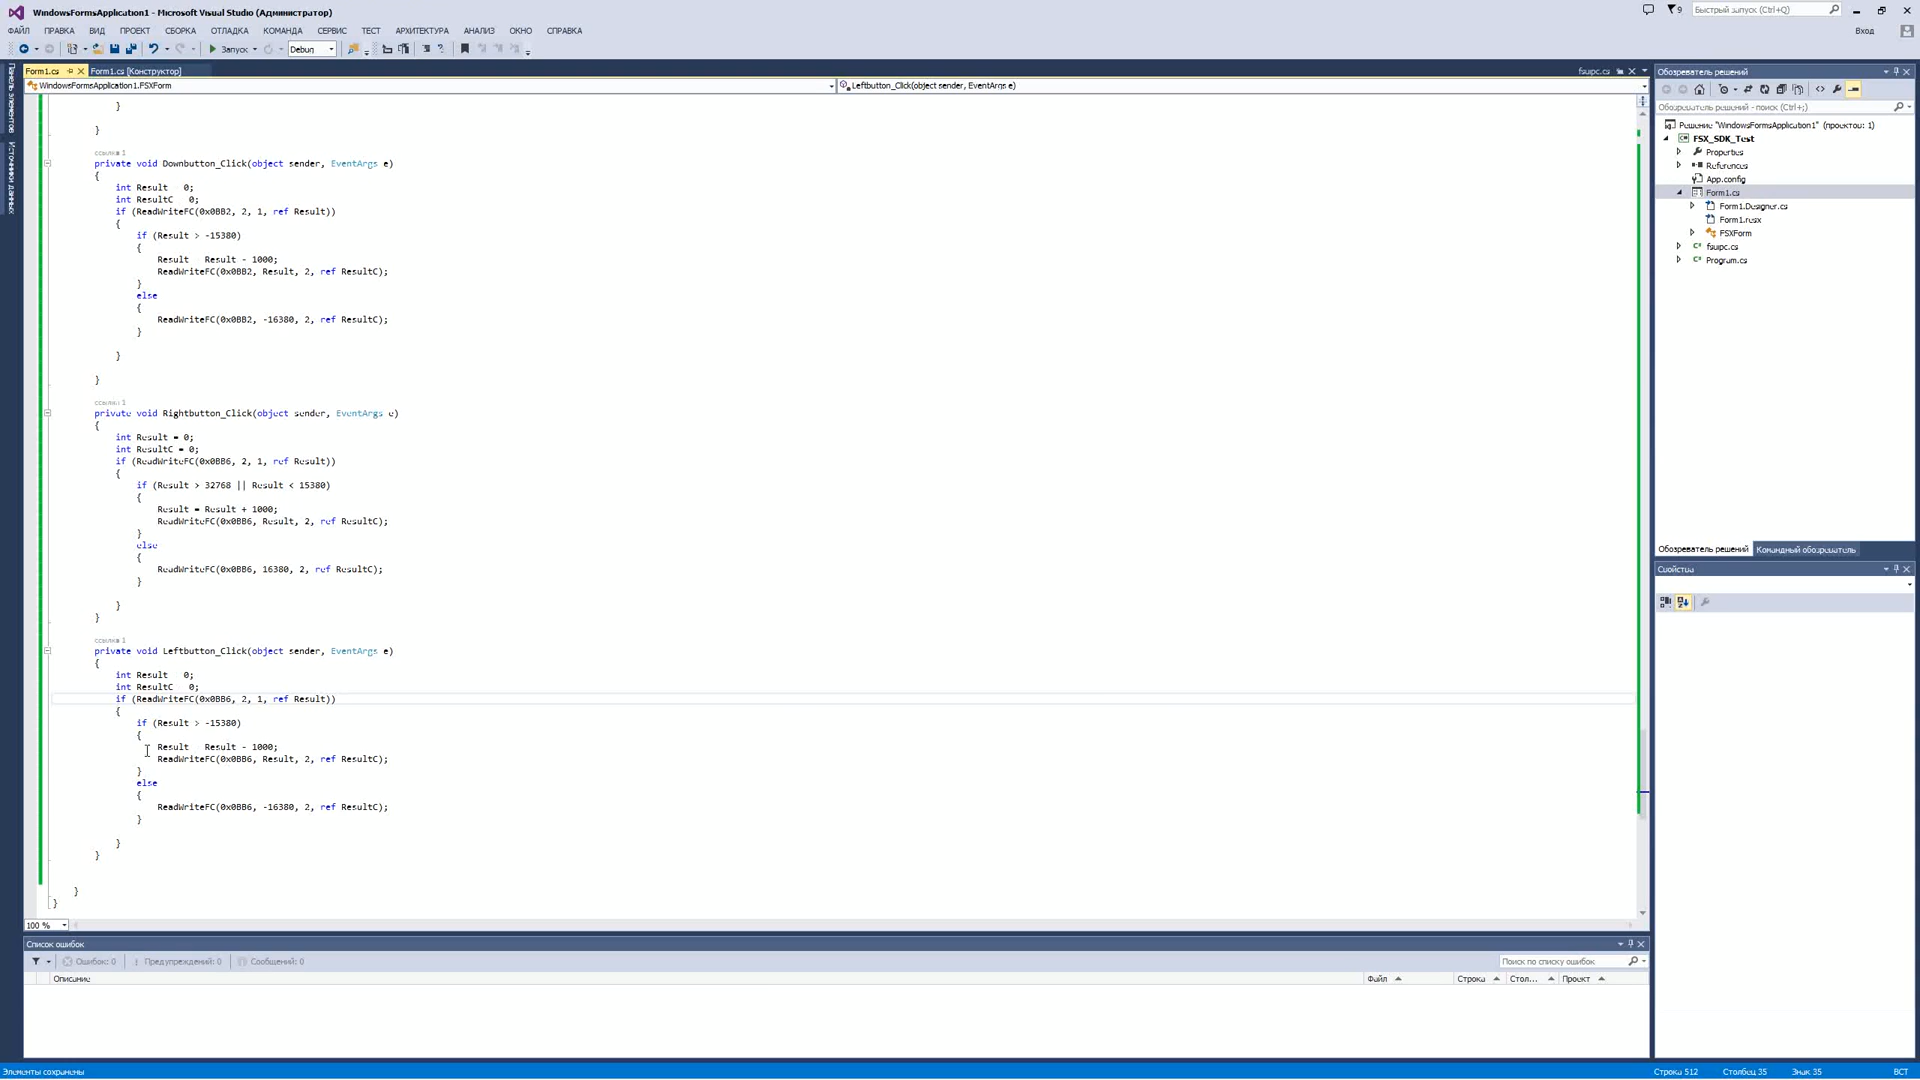 WindowsFormsApplication1 - Microsoft Visual Studio (Администратор)
9
Быстрый запуск (Ctrl+Q)
ФАЙЛ ПРАВКА ВИД ПРОЕКТ СБОРКА ОТЛАДКА КОМАНДА СЕРВИС ТЕСТ АРХИТЕКТУРА АНАЛИЗ ОКНО СПРАВКА
Вход
Запуск Debug
Панель элементов
Источники данных
Form1.cs Form1.cs [Конструктор] fsuipc.cs
WindowsFormsApplication1.FSXForm Leftbutton_Click(object sender, EventArgs e)
}
}
ссылка 1
private void Downbutton_Click(object sender, EventArgs e)
{
int Result 0;
int ResultC 0;
if (ReadWriteFC(0x0BB2, 2, 1, ref Result))
{
if (Result > -15380)
{
Result Result - 1000;
ReadWriteFC(0x0BB2, Result, 2, ref ResultC);
}
else
{
ReadWriteFC(0x0BB2, -16380, 2, ref ResultC);
}
}
}
ссылка 1
private void Rightbutton_Click(object sender, EventArgs e)
{
int Result = 0;
int ResultC = 0;
if (ReadWriteFC(0x0BB6, 2, 1, ref Result))
{
if (Result > 32768 || Result < 15380)
{
Result = Result + 1000;
ReadWriteFC(0x0BB6, Result, 2, ref ResultC);
}
else
{
ReadWriteFC(0x0BB6, 16380, 2, ref ResultC);
}
}
}
ссылка 1
private void Leftbutton_Click(object sender, EventArgs e)
{
int Result 0;
int ResultC 0;
if (ReadWriteFC(0x0BB6, 2, 1, ref Result))
{
if (Result > -15380)
{
Result Result - 1000;
ReadWriteFC(0x0BB6, Result, 2, ref ResultC);
}
else
{
ReadWriteFC(0x0BB6, -16380, 2, ref ResultC);
}
}
}
}
}
100 %
Список ошибок
Ошибок: 0 Предупреждений: 0 Сообщений: 0
Поиск по списку ошибок
Описание Файл Строка Стол... Проект
Обозреватель решений
Обозреватель решений - поиск (Ctrl+;)
Решение "WindowsFormsApplication1" (проектов: 1)
FSX_SDK_Test
Properties
References
App.config
Form1.cs
Form1.Designer.cs
Form1.resx
FSXForm
fsuipc.cs
Program.cs
Обозреватель решений Командный обозреватель
Свойства
Элементы сохранены
Строка 512 Столбец 35 Знак 35 ВСТ